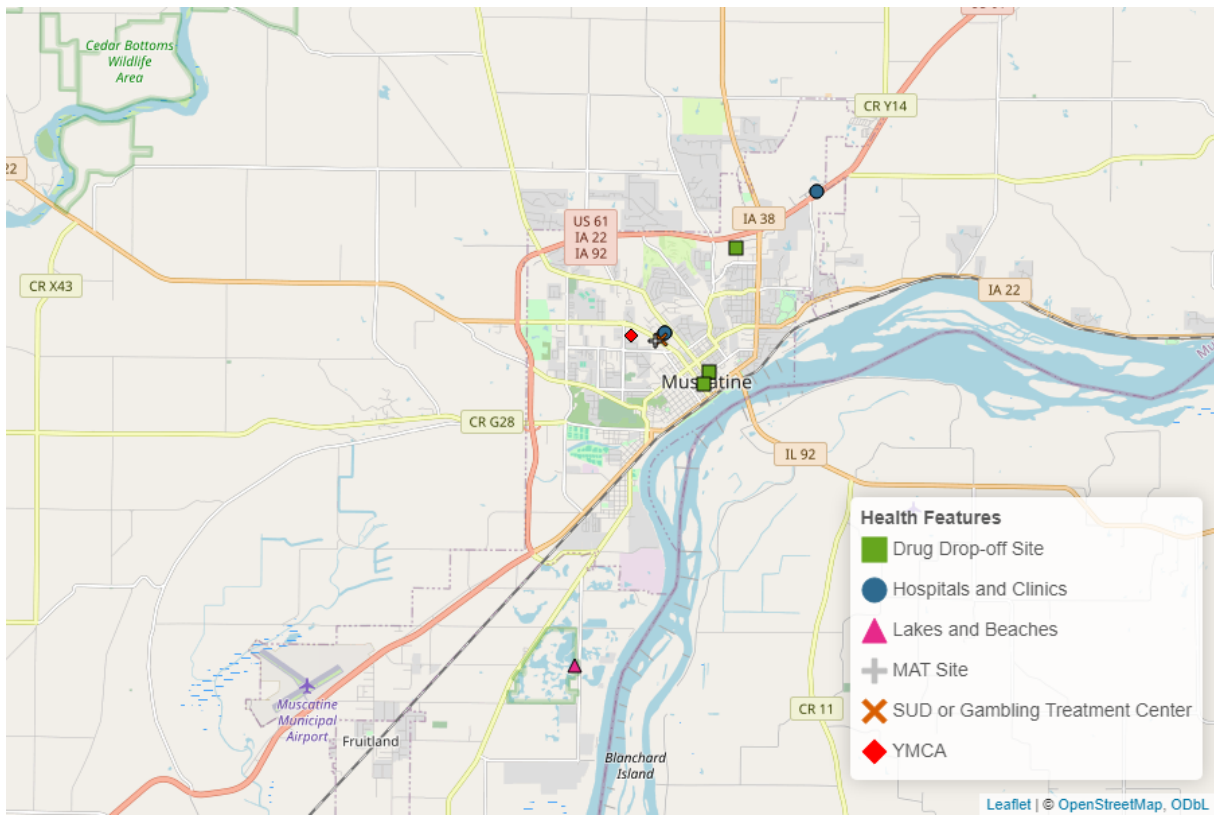 Cedar Bottoms
Wildlife
Area
CR Y14
22
US 61
IA 22
IA 92
IA 38
CR X43
IA 22
Muscatine
CR G28
IL 92
Health Features
Drug Drop-off Site
Hospitals and Clinics
Lakes and Beaches
MAT Site
SUD or Gambling Treatment Center
YMCA
CR 11
Muscatine
Municipal
Airport
Fruitland
Blanchard
Island
Leaflet | © OpenStreetMap, ODbL